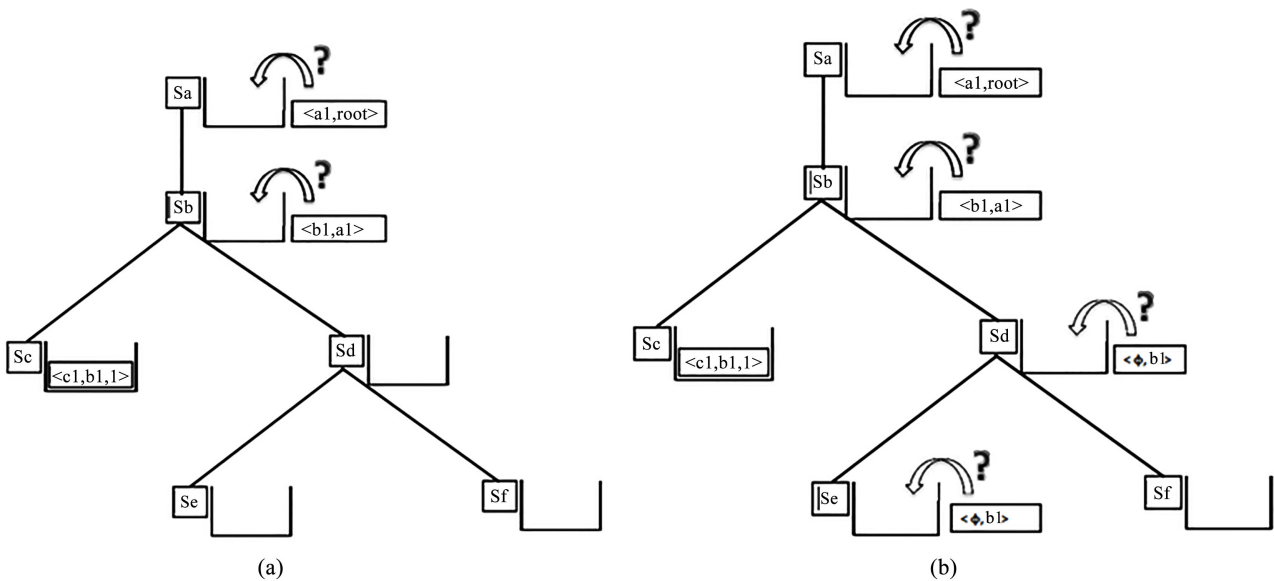 Sa
?
<a1,root>
Sb
?
<b1,a1>
Sc
<c1,b1,1>
Sd
Se
Sf
(a)
Sa
?
<a1,root>
Sb
?
<b1,a1>
Sc
<c1,b1,1>
Sd
?
<ϕ,b1>
Se
?
<ϕ,b1>
Sf
(b)